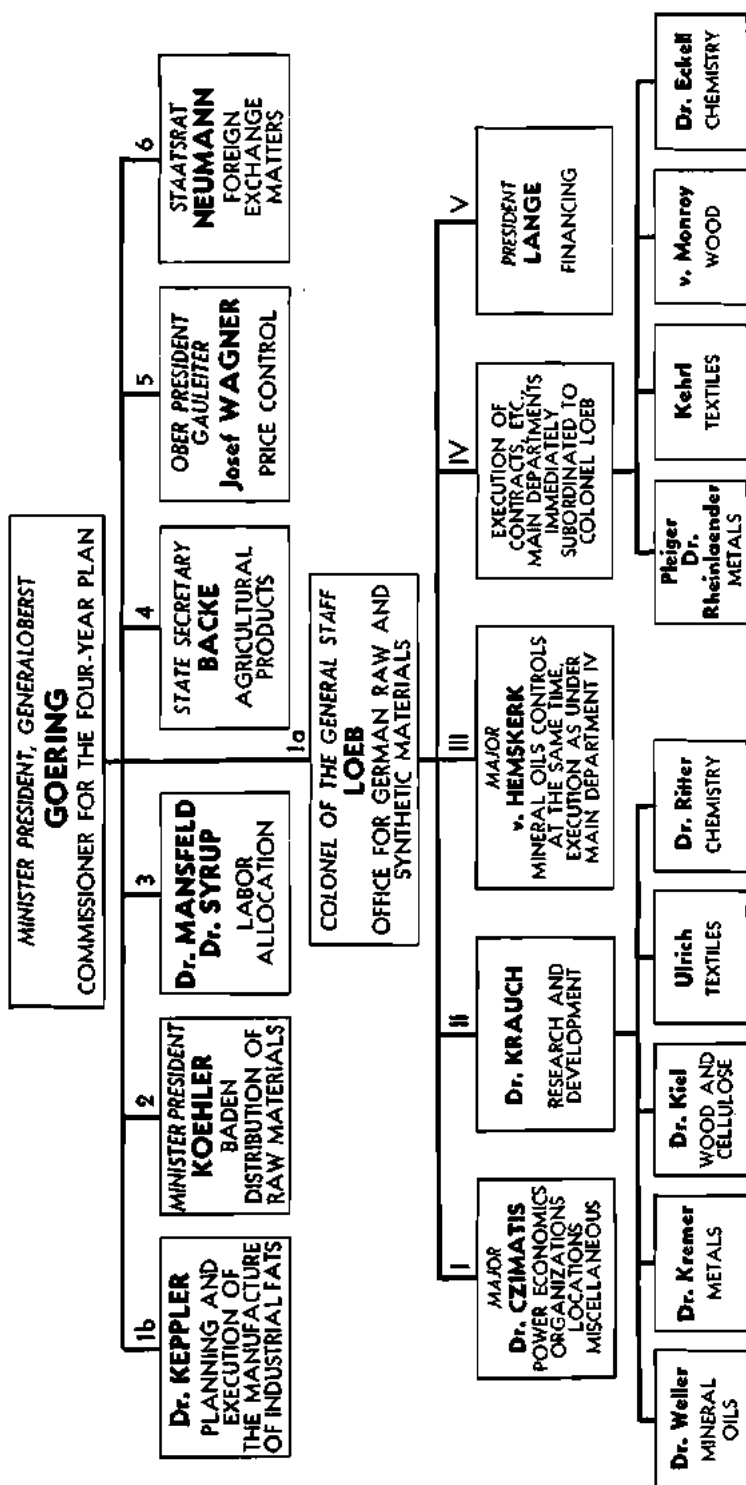 MINISTER PRESIDENT, GENERALOBERST
GOERING
COMMISSIONER FOR THE FOUR-YEAR PLAN
1b
Dr. KEPPLER
PLANNING AND
EXECUTION OF
THE MANUFACTURE
OF INDUSTRIAL FATS
2
MINISTER PRESIDENT
KOEHLER
BADEN
DISTRIBUTION OF
RAW MATERIALS
3
Dr. MANSFELD
Dr. SYRUP
LABOR
ALLOCATION
4
STATE SECRETARY
BACKE
AGRICULTURAL
PRODUCTS
5
OBER PRESIDENT
GAULEITER
Josef WAGNER
PRICE CONTROL
6
STAATSRAT
NEUMANN
FOREIGN
EXCHANGE
MATTERS
1a
COLONEL OF THE GENERAL STAFF
LOEB
OFFICE FOR GERMAN RAW AND
SYNTHETIC MATERIALS
I
MAJOR
Dr. CZIMATIS
POWER ECONOMICS
ORGANIZATIONS
LOCATIONS
MISCELLANEOUS
II
Dr. KRAUCH
RESEARCH AND
DEVELOPMENT
III
MAJOR
v. HEMSKERK
MINERAL OILS CONTROLS
AT THE SAME TIME,
EXECUTION AS UNDER
MAIN DEPARTMENT IV
IV
EXECUTION OF
CONTRACTS, ETC.
MAIN DEPARTMENTS
IMMEDIATELY
SUBORDINATED TO
COLONEL LOEB
V
PRESIDENT
LANGE
FINANCING
Dr. Weller
MINERAL
OILS
Dr. Kremer
METALS
Dr. Kiel
WOOD AND
CELLULOSE
Ulrich
TEXTILES
Dr. Ritter
CHEMISTRY
Pleiger
Dr.
Rheinlaender
METALS
Kehrl
TEXTILES
v. Monroy
WOOD
Dr. Eckell
CHEMISTRY